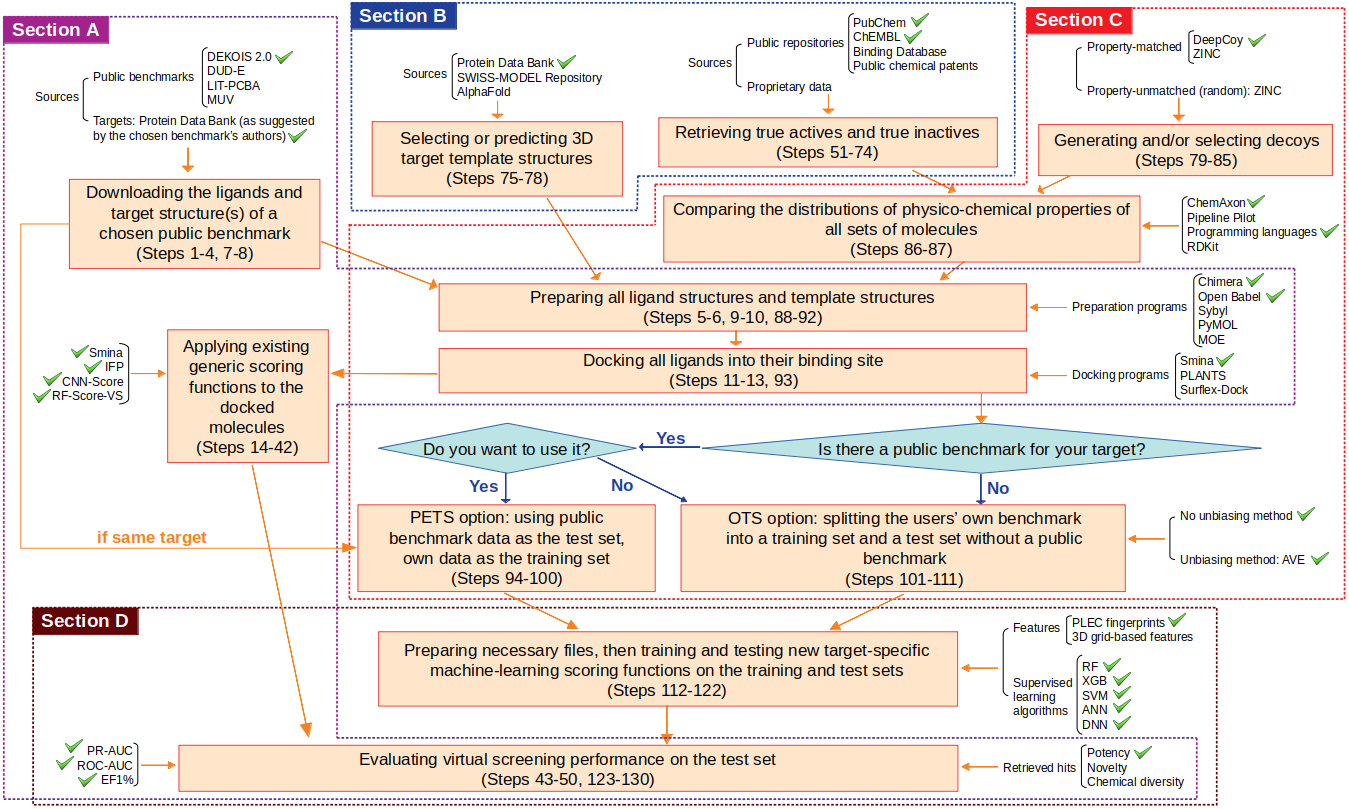 Section A
Sources
Public benchmarks
DEKOIS 2.0
DUD-E
LIT-PCBA
MUV
Targets: Protein Data Bank (as suggested
by the chosen benchmark's authors)
Downloading the ligands and
target structure(s) of a
chosen public benchmark
(Steps 1-4, 7-8)
Section B
Sources
Protein Data Bank
SWISS-MODEL Repository
AlphaFold
Selecting or predicting 3D
target template structures
(Steps 75-78)
Sources
Public repositories
PubChem
ChEMBL
Binding Database
Public chemical patents
Proprietary data
Retrieving true actives and true inactives
(Steps 51-74)
Section C
Property-matched
DeepCoy
ZINC
Property-unmatched (random): ZINC
Generating and/or selecting decoys
(Steps 79-85)
Comparing the distributions of physico-chemical properties of
all sets of molecules
(Steps 86-87)
ChemAxon
Pipeline Pilot
Programming languages
RDKit
Preparing all ligand structures and template structures
(Steps 5-6, 9-10, 88-92)
Preparation programs
Chimera
Open Babel
Sybyl
PyMOL
MOE
Docking all ligands into their binding site
(Steps 11-13, 93)
Docking programs
Smina
PLANTS
Surflex-Dock
Smina
IFP
CNN-Score
RF-Score-VS
Applying existing
generic scoring
functions to the
docked
molecules
(Steps 14-42)
Do you want to use it?
Yes
Is there a public benchmark for your target?
Yes
No
No
if same target
PETS option: using public
benchmark data as the test set,
own data as the training set
(Steps 94-100)
OTS option: splitting the users' own benchmark
into a training set and a test set without a public
benchmark
(Steps 101-111)
No unbiasing method
Unbiasing method: AVE
Section D
Preparing necessary files, then training and testing new target-specific
machine-learning scoring functions on the training and test sets
(Steps 112-122)
Features
PLEC fingerprints
3D grid-based features
Supervised
learning
algorithms
RF
XGB
SVM
ANN
DNN
PR-AUC
ROC-AUC
EF1%
Evaluating virtual screening performance on the test set
(Steps 43-50, 123-130)
Retrieved hits
Potency
Novelty
Chemical diversity